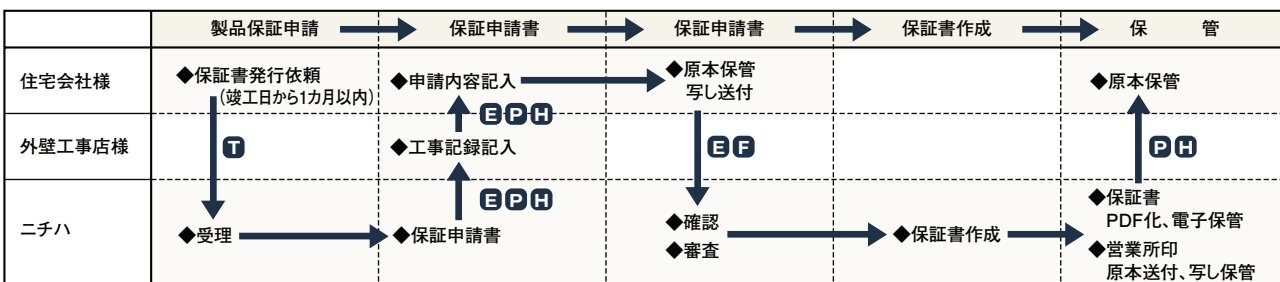 製品保証申請 保証申請書 保証申請書 保証書作成 保管
住宅会社様
◆保証書発行依頼
(竣工日から1カ月以内)
◆申請内容記入
◆原本保管
写し送付
◆原本保管
E P H
外壁工事店様
T
◆工事記録記入
E F
P H
E P H
ニチハ
◆受理
◆保証申請書
◆確認
◆審査
◆保証書作成
◆保証書
PDF化、電子保管
◆営業所印
原本送付、写し保管